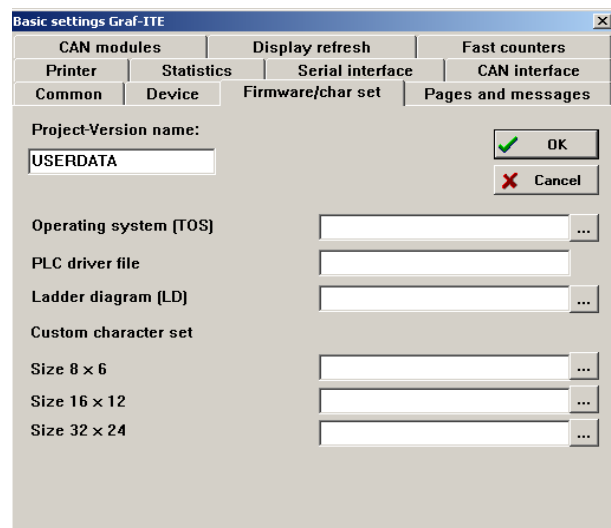 Basic settings Graf-ITE
CAN modules Display refresh Fast counters
Printer Statistics Serial interface CAN interface
Common Device Firmware/char set Pages and messages
Project-Version name:
USERDATA
OK
Cancel
Operating system (TOS) ...
PLC driver file
Ladder diagram (LD) ...
Custom character set
Size 8 × 6 ...
Size 16 × 12 ...
Size 32 × 24 ...